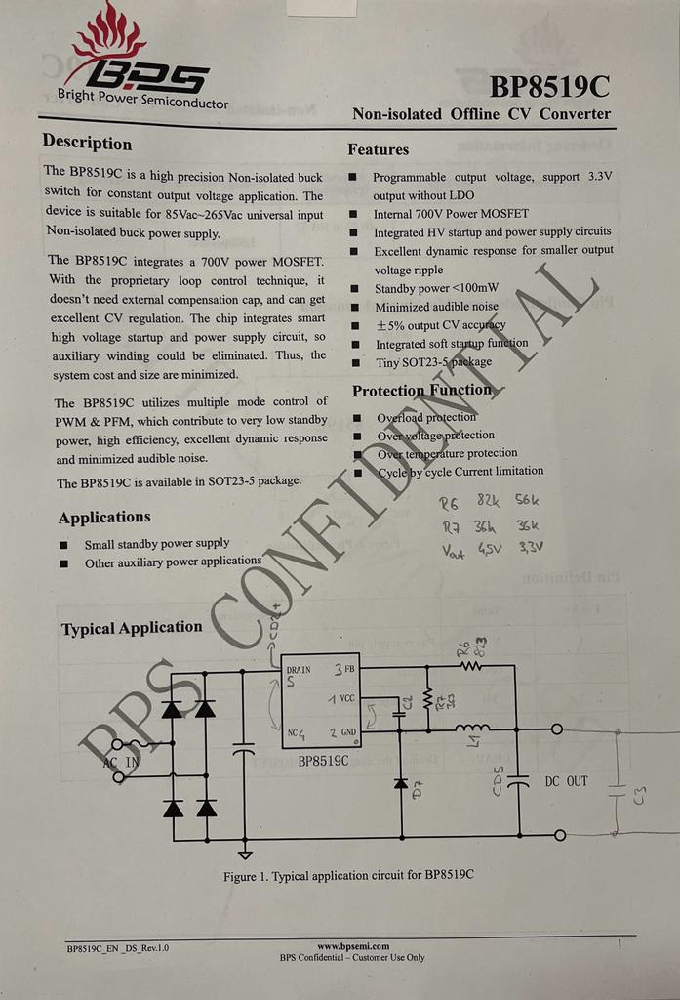 BPS
Bright Power Semiconductor
BP8519C
Non-isolated Offline CV Converter
Description
The BP8519C is a high precision Non-isolated buck
switch for constant output voltage application. The
device is suitable for 85Vac~265Vac universal input
Non-isolated buck power supply.
The BP8519C integrates a 700V power MOSFET.
With the proprietary loop control technique, it
doesn't need external compensation cap, and can get
excellent CV regulation. The chip integrates smart
high voltage startup and power supply circuit, so
auxiliary winding could be eliminated. Thus, the
system cost and size are minimized.
The BP8519C utilizes multiple mode control of
PWM & PFM, which contribute to very low standby
power, high efficiency, excellent dynamic response
and minimized audible noise.
The BP8519C is available in SOT23-5 package.
Applications
■ Small standby power supply
■ Other auxiliary power applications
Features
■ Programmable output voltage, support 3.3V
output without LDO
■ Internal 700V Power MOSFET
■ Integrated HV startup and power supply circuits
■ Excellent dynamic response for smaller output
voltage ripple
■ Standby power <100mW
■ Minimized audible noise
■ ±5% output CV accuracy
■ Integrated soft startup function
■ Tiny SOT23-5 package
Protection Function
■ Overload protection
■ Over voltage protection
■ Over temperature protection
■ Cycle by cycle Current limitation
R6 82k 56k
R7 36k 36k
Vout 4,5V 3,3V
BPS CONFIDENTIAL
Typical Application
CD2+
R6
823
DRAIN 3 FB
5
1 VCC
C2
R7
363
NC 4 2 GND
L1
AC IN
BP8519C
D7
CD5
DC OUT
C3
Figure 1. Typical application circuit for BP8519C
BP8519C_EN _DS_Rev.1.0
www.bpsemi.com
1
BPS Confidential – Customer Use Only